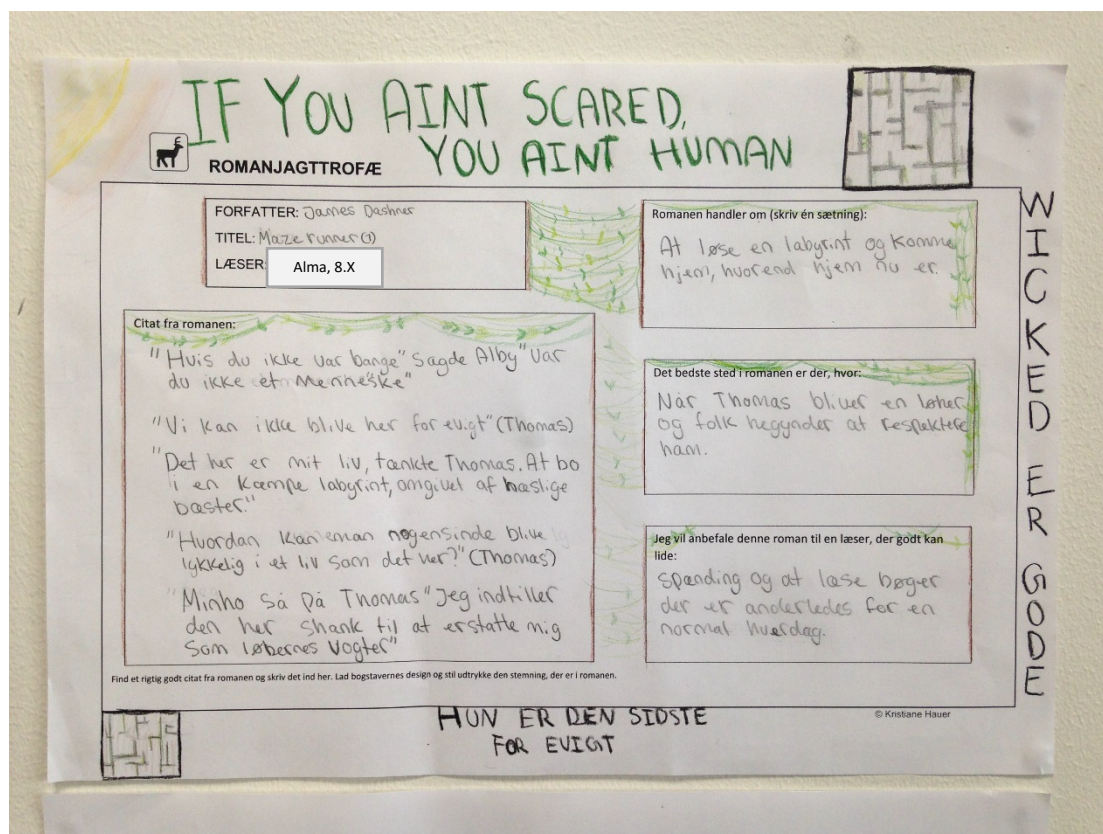 IF YOU AINT SCARED,
YOU AINT HUMAN
ROMANJAGTTROFÆ
FORFATTER: James Dashner
TITEL: Maze runner (1)
LÆSER:
Alma, 8.X
Citat fra romanen:
"Hvis du ikke var bange" sagde Alby "var
du ikke et menneske"
"Vi kan ikke blive her for evigt" (Thomas)
"Det her er mit liv, tænkte Thomas. At bo
i en kæmpe labyrint, omgivet af hæslige
bæster."
"Hvordan kan man nogensinde blive
lykkelig i et liv som det her?" (Thomas)
"Minho så på Thomas "Jeg indtiller
den her shank til at erstatte mig
som løbernes vogter"
Find et rigtig godt citat fra romanen og skriv det ind her. Lad bogstavernes design og stil udtrykke den stemning, der er i romanen.
Romanen handler om (skriv én sætning):
At løse en labyrint og komme
hjem, hvorend hjem nu er.
Det bedste sted i romanen er der, hvor:
Når Thomas bliver en løber
og folk begynder at respektere
ham.
Jeg vil anbefale denne roman til en læser, der godt kan
lide:
spænding og at læse bøger
der er anderledes for en
normal hverdag.
WICKED ER GODE
HUN ER DEN SIDSTE
FOR EVIGT
© Kristiane Hauer